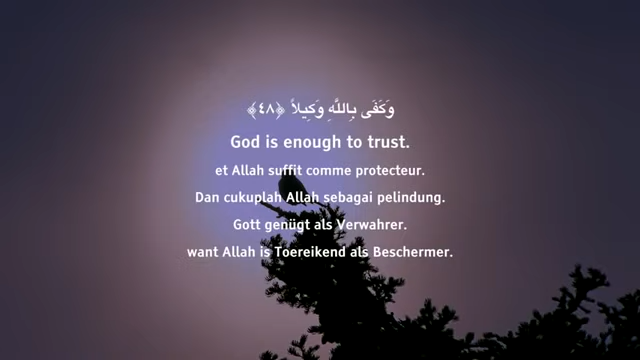 وَكَفَى بِاللَّهِ وَكِيلاً ﴿٤٨﴾
God is enough to trust.
et Allah suffit comme protecteur.
Dan cukuplah Allah sebagai pelindung.
Gott genügt als Verwahrer.
want Allah is Toereikend als Beschermer.